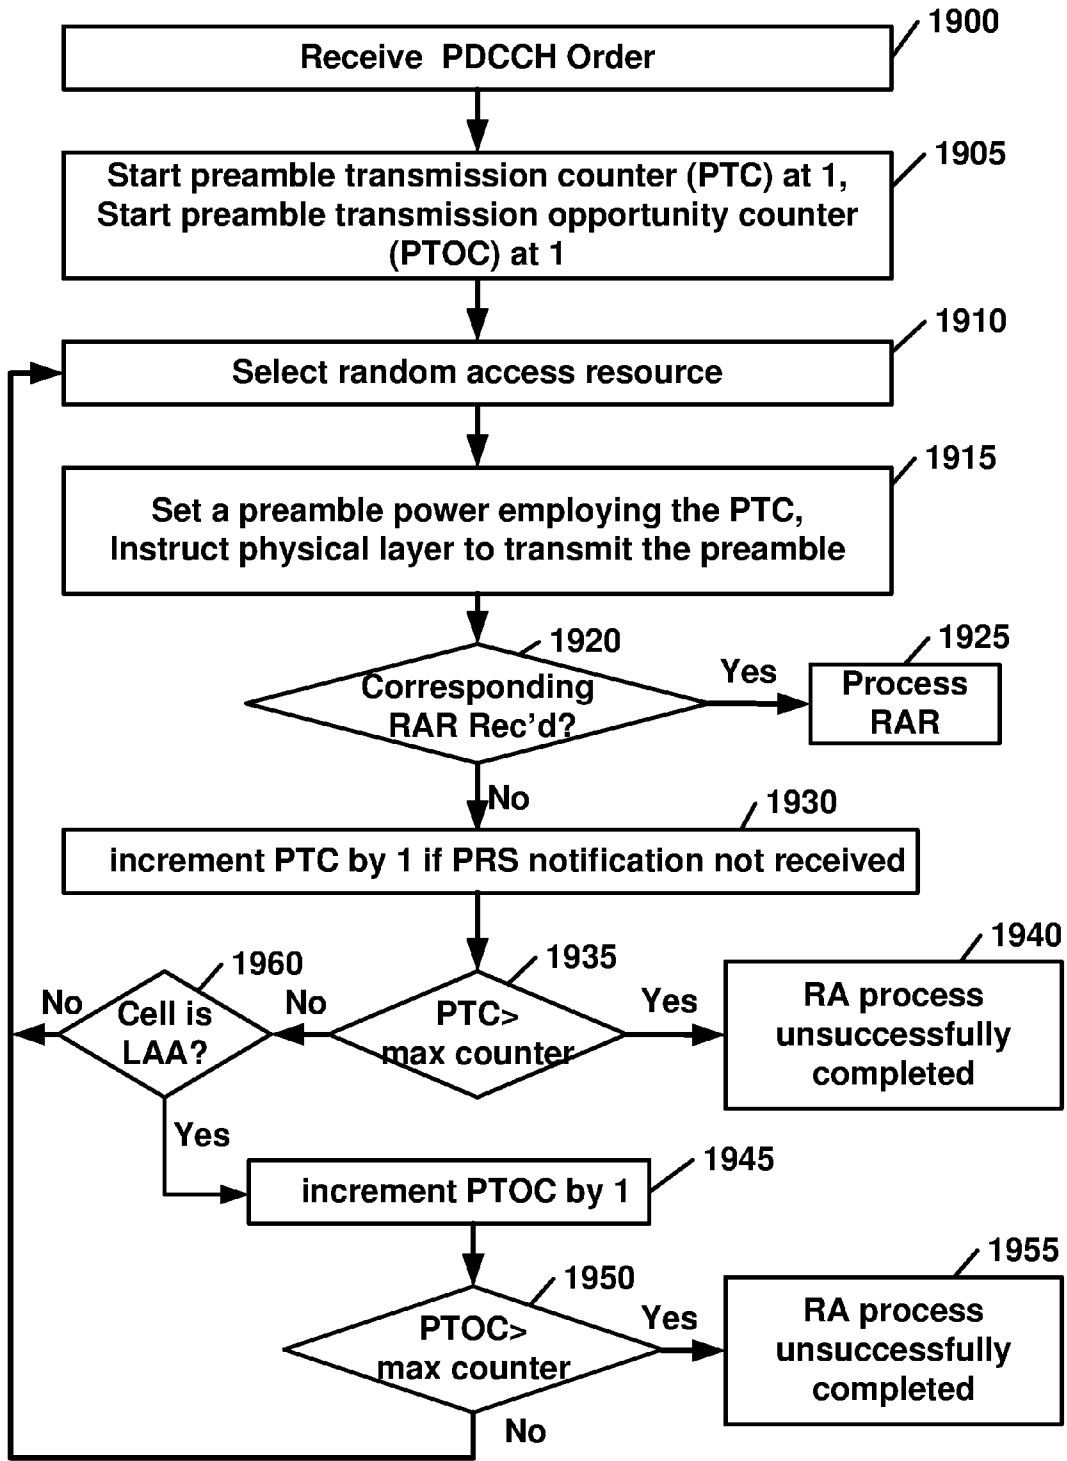 1900
Receive PDCCH Order
1905
Start preamble transmission counter (PTC) at 1,
Start preamble transmission opportunity counter
(PTOC) at 1
1910
Select random access resource
1915
Set a preamble power employing the PTC,
Instruct physical layer to transmit the preamble
1920
Corresponding
RAR Rec'd?
Yes
1925
Process
RAR
No
1930
increment PTC by 1 if PRS notification not received
1935
PTC>
max counter
Yes
1940
RA process
unsuccessfully
completed
No
1960
Cell is
LAA?
No
Yes
1945
increment PTOC by 1
1950
PTOC>
max counter
Yes
1955
RA process
unsuccessfully
completed
No